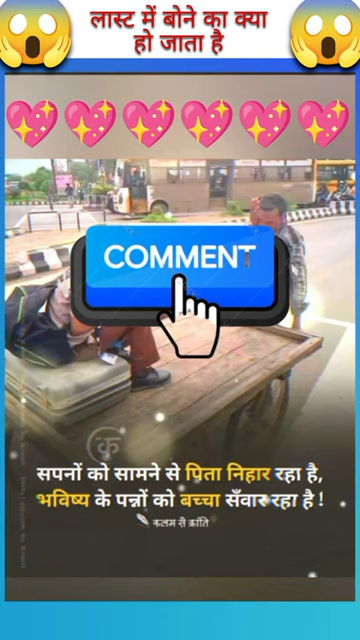 लास्ट में बोने का क्या
हो जाता है
COMMENT
क
सपनों को सामने से पिता निहार रहा है,
भविष्य के पन्नों को बच्चा सँवार रहा है !
कलम से क्रांति